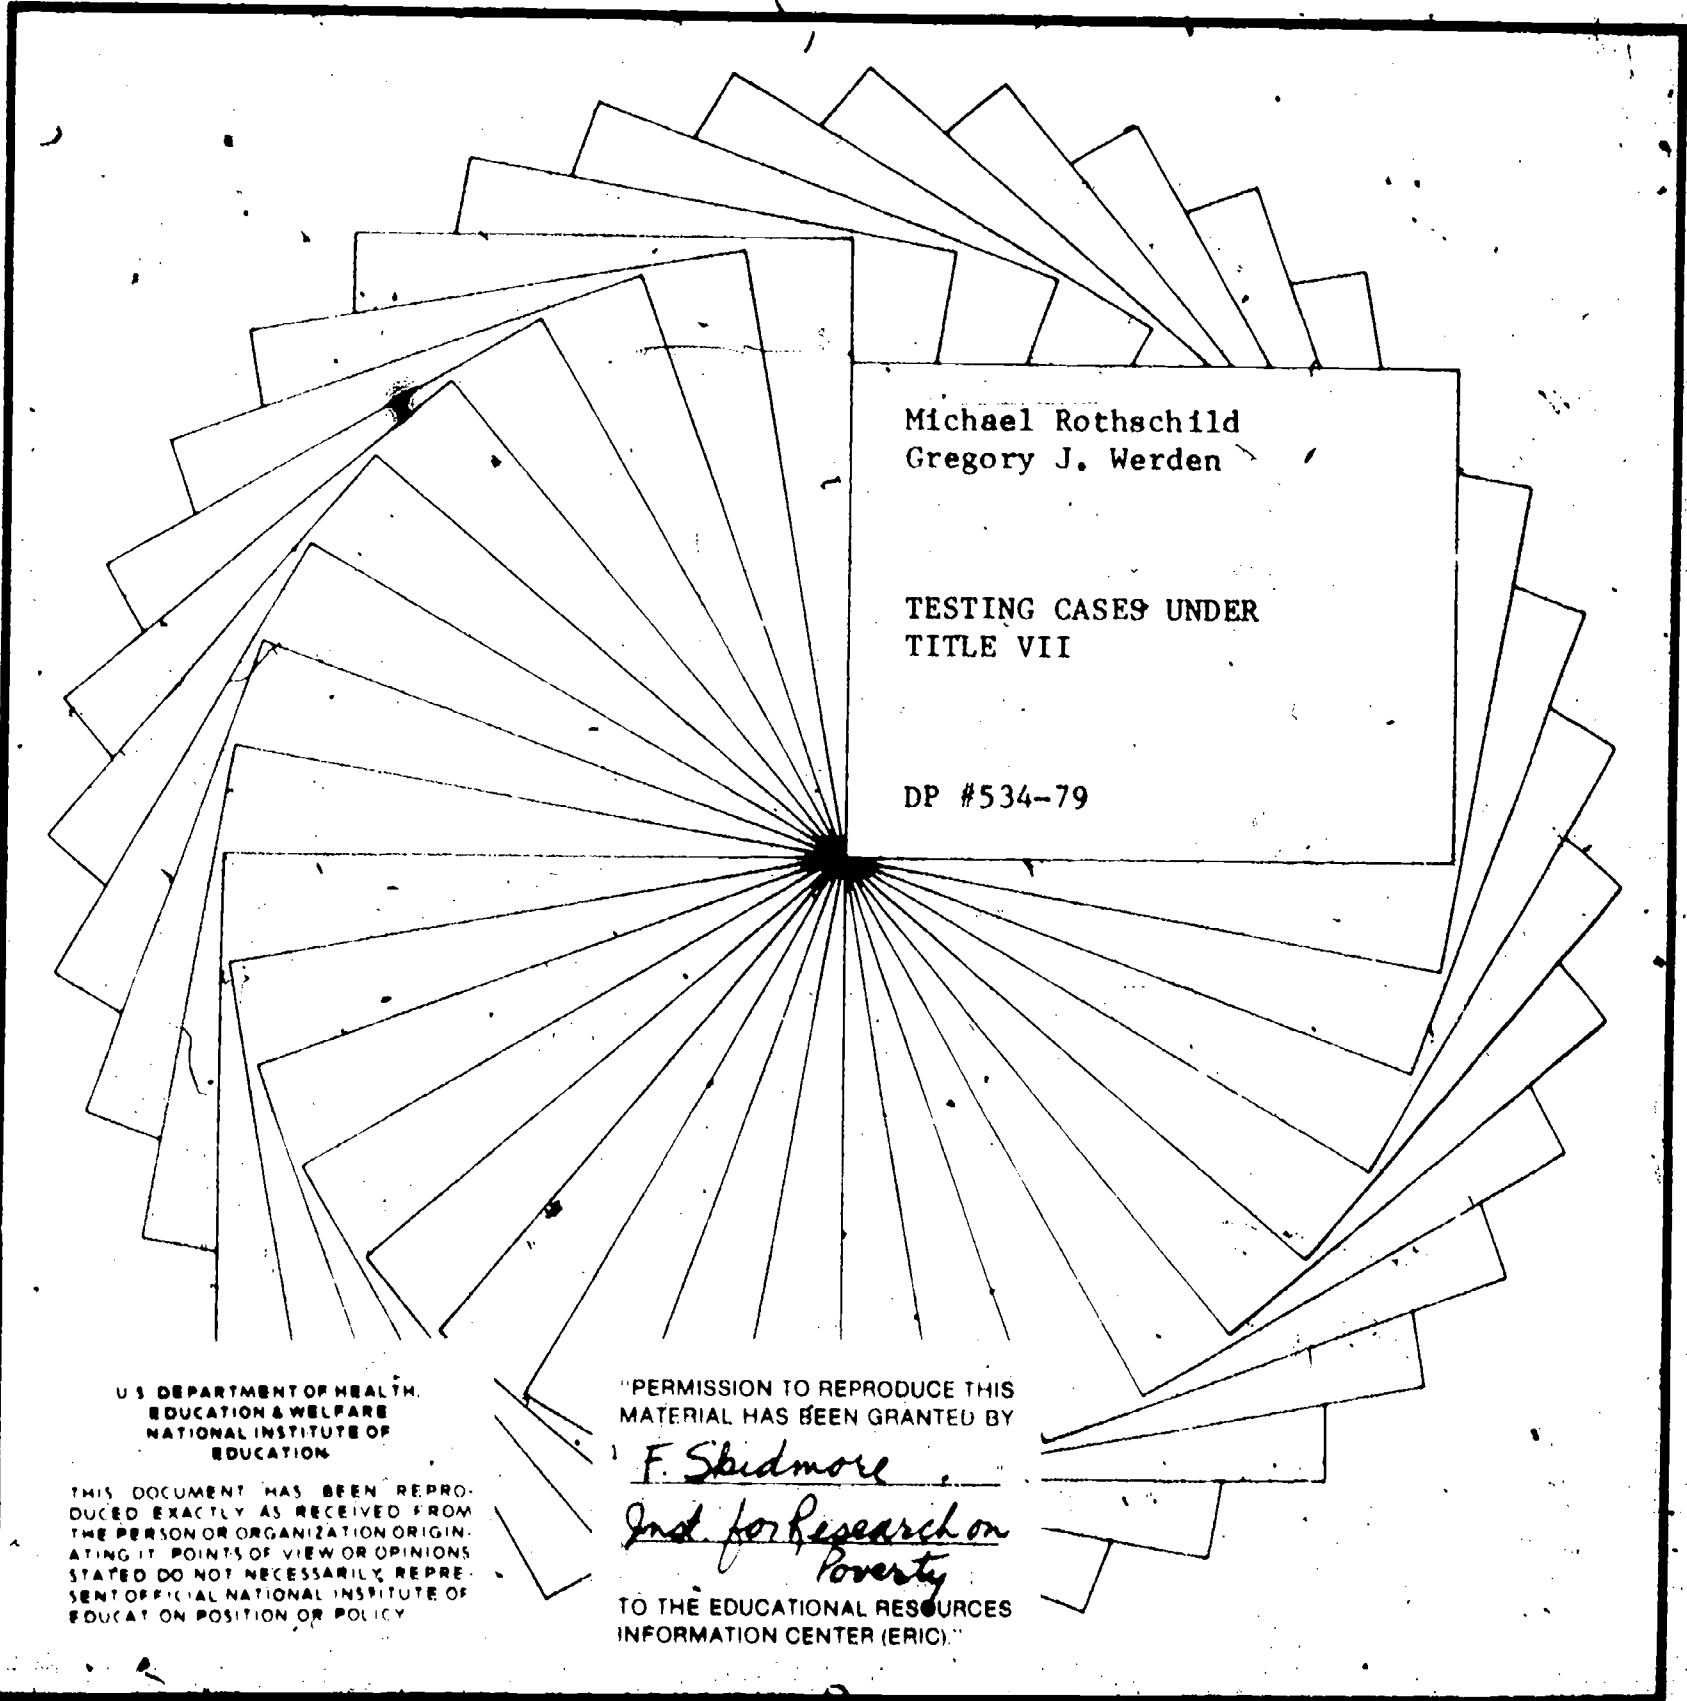 Michael Rothschild
Gregory J. Werden
TESTING CASES UNDER
TITLE VII
DP #534-79
U S DEPARTMENT OF HEALTH,
EDUCATION & WELFARE
NATIONAL INSTITUTE OF
EDUCATION
THIS DOCUMENT HAS BEEN REPRO-
DUCED EXACTLY AS RECEIVED FROM
THE PERSON OR ORGANIZATION ORIGIN-
ATING IT POINTS OF VIEW OR OPINIONS
STATED DO NOT NECESSARILY REPRE-
SENT OFFICIAL NATIONAL INSTITUTE OF
EDUCATION POSITION OR POLICY
"PERMISSION TO REPRODUCE THIS
MATERIAL HAS BEEN GRANTED BY
F. Skidmore
Inst. for Research on
Poverty
TO THE EDUCATIONAL RESOURCES
INFORMATION CENTER (ERIC)."